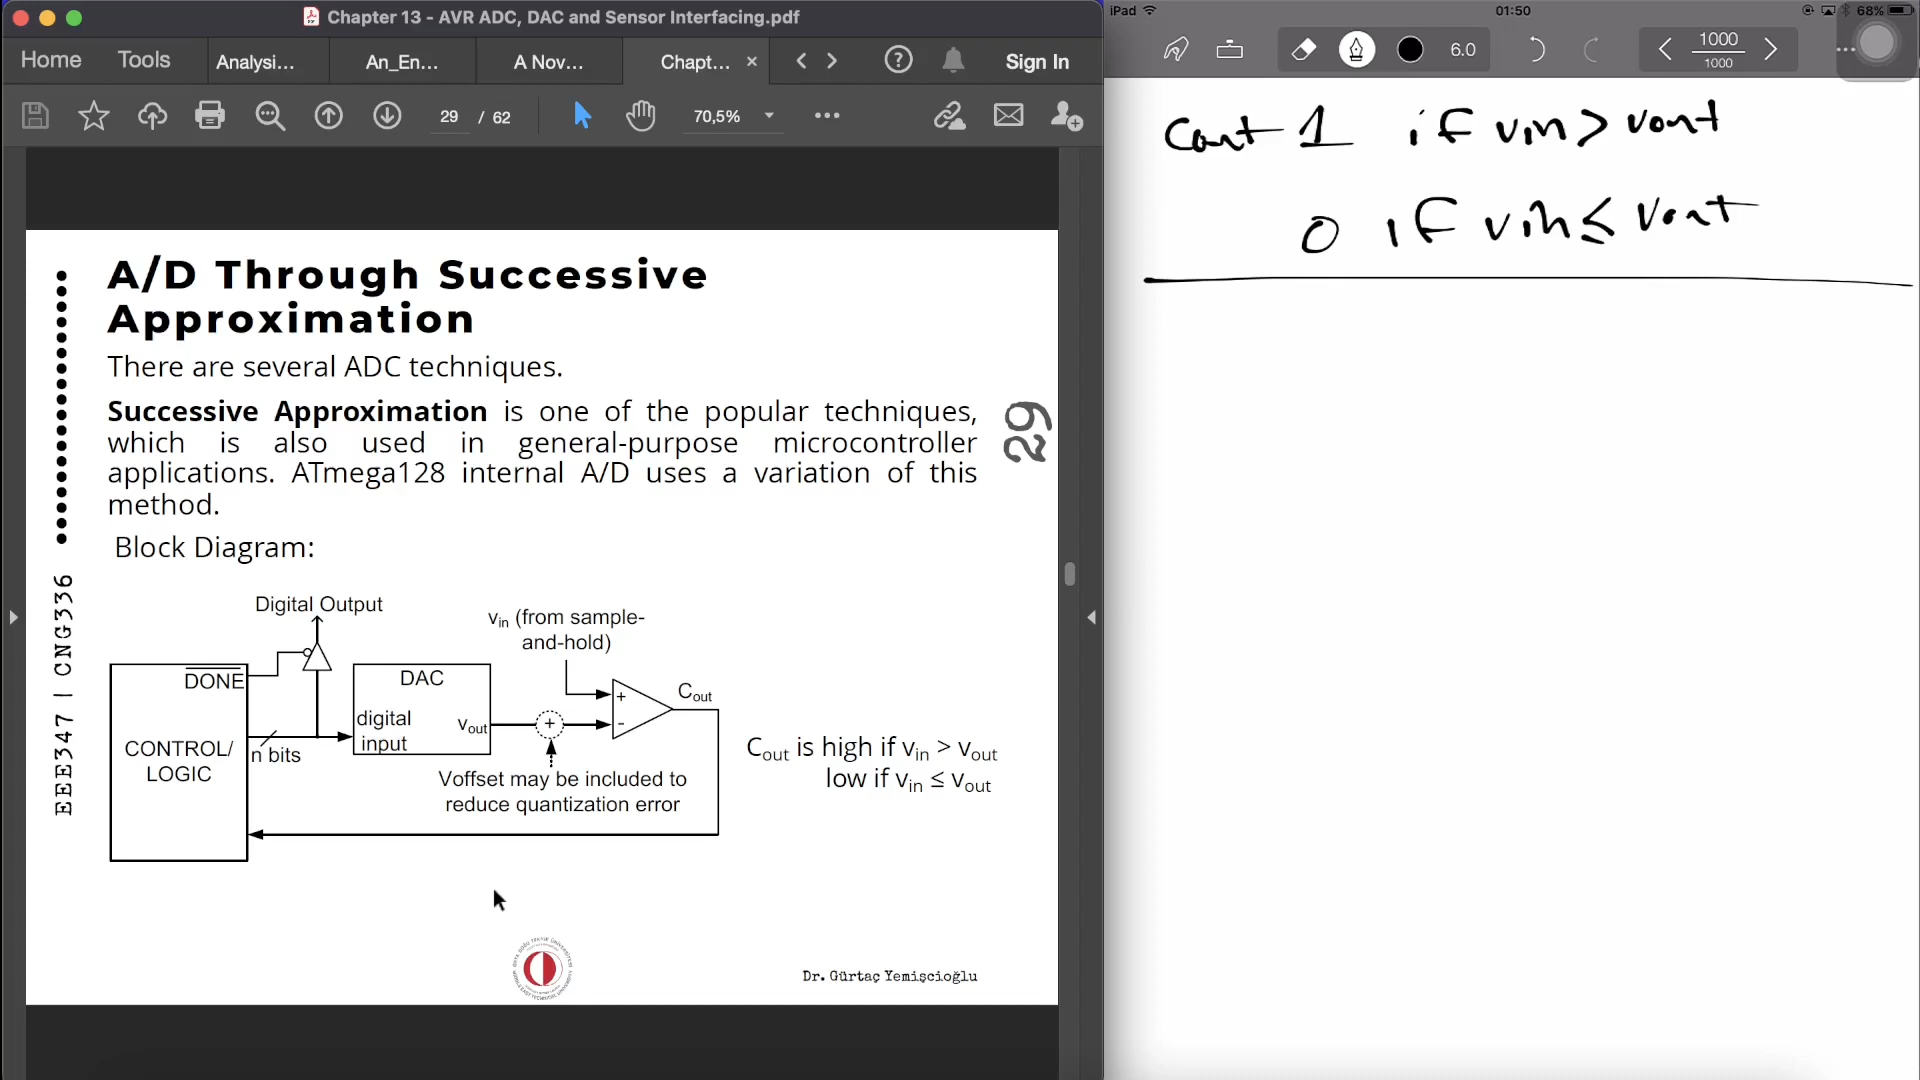 Chapter 13 - AVR ADC, DAC and Sensor Interfacing.pdf
Home Tools Analysi... An_En... A Nov... Chapt... × Sign In
29 / 62 70,5%
A/D Through Successive
Approximation
There are several ADC techniques.
Successive Approximation is one of the popular techniques,
which is also used in general-purpose microcontroller
applications. ATmega128 internal A/D uses a variation of this
method.
Block Diagram:
29
EEE347 | CNG336
Digital Output
DONE
CONTROL/
LOGIC
n bits
DAC
digital
input
vout
vin (from sample-
and-hold)
+
+
-
Cout
Voffset may be included to
reduce quantization error
Cout is high if vin > vout
low if vin ≤ vout
Dr. Gürtaç Yemişcioğlu
iPad 01:50 68%
6.0 1000
1000
Cout 1 if vin > vout
0 if vin ≤ vout